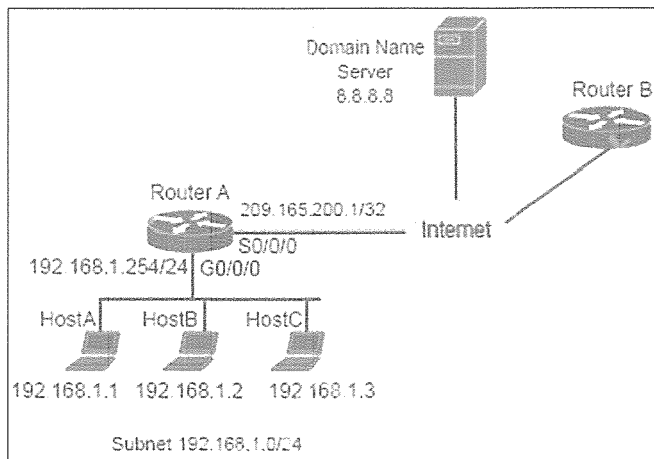 Domain Name
Server
8.8.8.8
Router B
Router A
209.165.200.1/32
Internet
S0/0/0
192.168.1.254/24 G0/0/0
HostA HostB HostC
192.168.1.1 192.168.1.2 192.168.1.3
Subnet 192.168.1.0/24